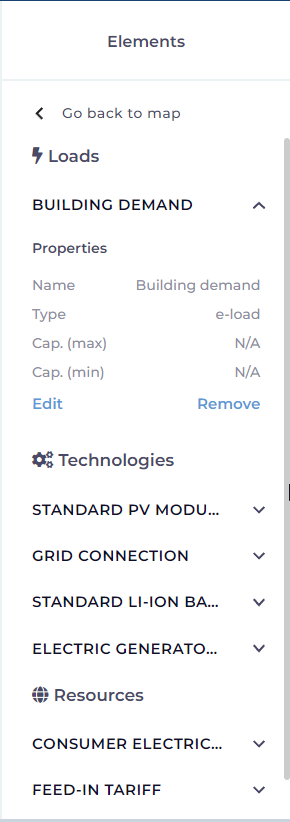 Elements
Go back to map
Loads
BUILDING DEMAND
Properties
Name Building demand
Type e-load
Cap. (max) N/A
Cap. (min) N/A
Edit Remove
Technologies
STANDARD PV MODU...
GRID CONNECTION
STANDARD LI-ION BA...
ELECTRIC GENERATO...
Resources
CONSUMER ELECTRIC...
FEED-IN TARIFF